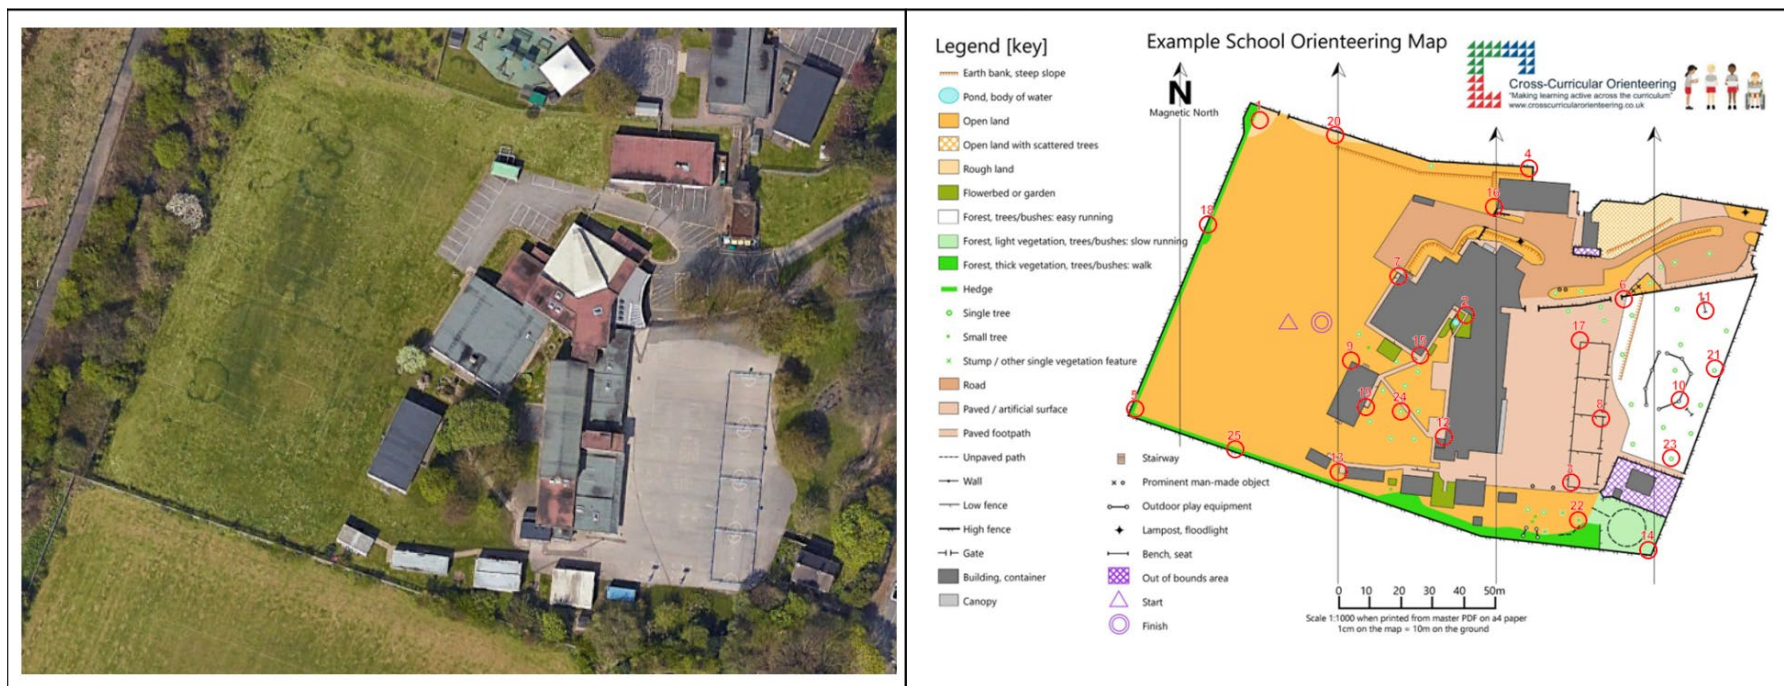 Legend [key]
Example School Orienteering Map
Cross-Curricular Orienteering
"Making learning active across the curriculum"
www.crosscurricularorienteering.co.uk
N
Magnetic North
Earth bank, steep slope
Pond, body of water
Open land
Open land with scattered trees
Rough land
Flowerbed or garden
Forest, trees/bushes: easy running
Forest, light vegetation, trees/bushes: slow running
Forest, thick vegetation, trees/bushes: walk
Hedge
Single tree
Small tree
Stump / other single vegetation feature
Road
Paved / artificial surface
Paved footpath
Unpaved path
Wall
Low fence
High fence
Gate
Building, container
Canopy
Stairway
Prominent man-made object
Outdoor play equipment
Lampost, floodlight
Bench, seat
Out of bounds area
Start
Finish
20
4
16
18
7
2
6
11
17
9
15
21
10
5
19
24
8
12
25
13
23
3
22
14
0 10 20 30 40 50m
Scale 1:1000 when printed from master PDF on a4 paper
1cm on the map = 10m on the ground